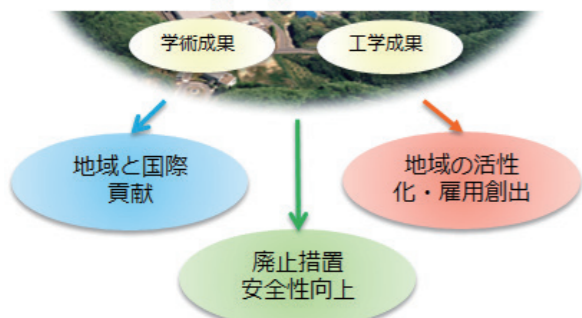 学術成果
工学成果
地域と国際
貢献
地域の活性
化・雇用創出
廃止措置
安全性向上